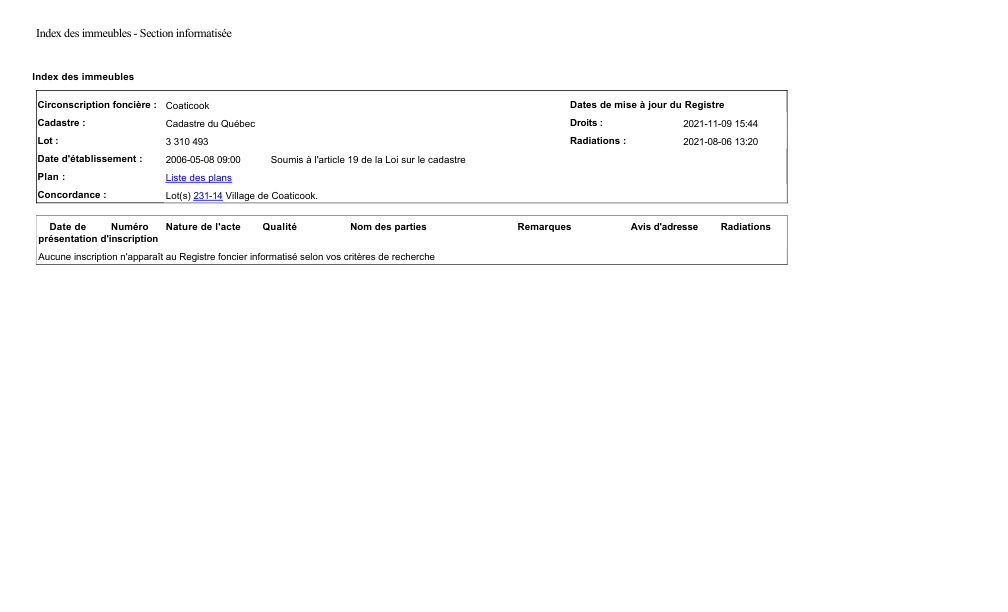 Index des immeubles - Section informatisée
Index des immeubles
Circonscription foncière : Coaticook Dates de mise à jour du Registre
Cadastre : Cadastre du Québec Droits : 2021-11-09 15:44
Lot : 3 310 493 Radiations : 2021-08-06 13:20
Date d'établissement : 2006-05-08 09:00 Soumis à l'article 19 de la Loi sur le cadastre
Plan : Liste des plans
Concordance : Lot(s) 231-14 Village de Coaticook.
Date de Numéro Nature de l'acte Qualité Nom des parties Remarques Avis d'adresse Radiations
présentation d'inscription
Aucune inscription n'apparaît au Registre foncier informatisé selon vos critères de recherche